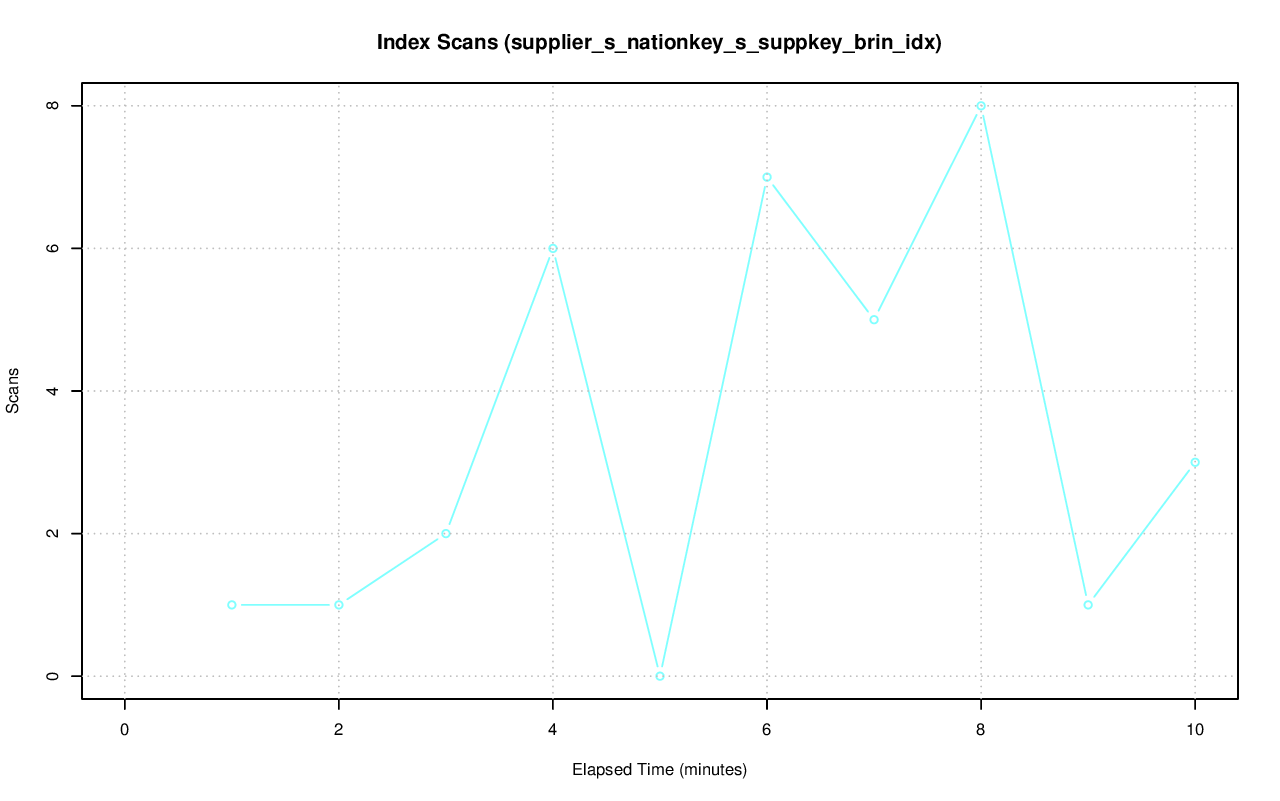 Index Scans (supplier_s_nationkey_s_suppkey_brin_idx)
8
6
4
2
0
Scans
0 2 4 6 8 10
Elapsed Time (minutes)